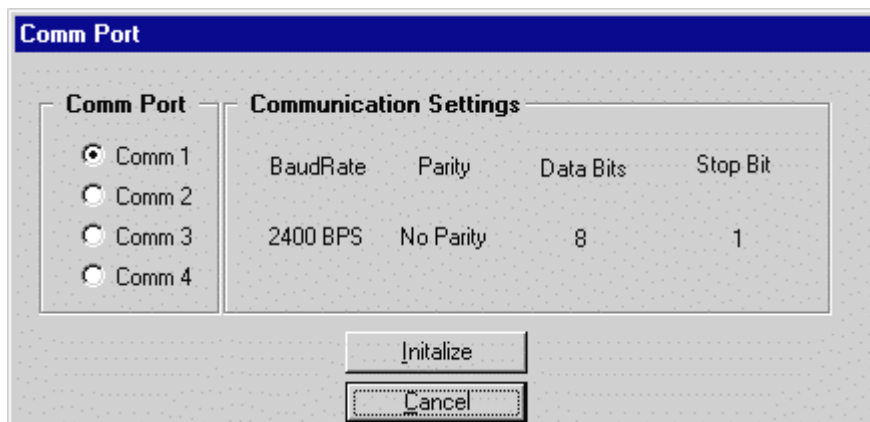 Comm Port
Comm Port
Comm 1
Comm 2
Comm 3
Comm 4
Communication Settings
BaudRate Parity Data Bits Stop Bit
2400 BPS No Parity 8 1
Initalize
Cancel